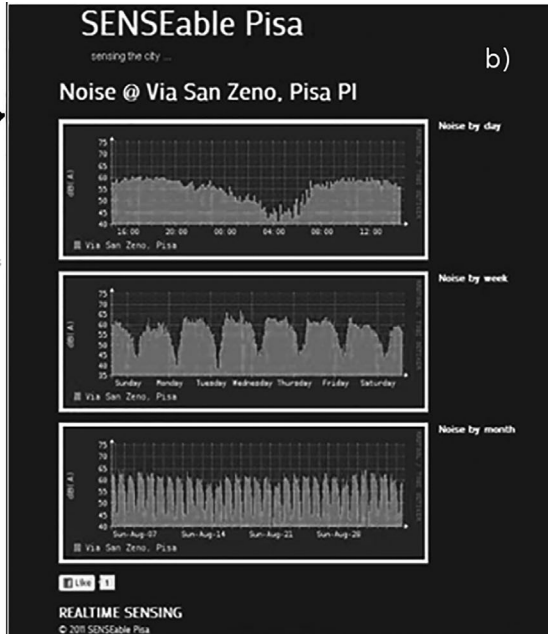 SENSEable Pisa
sensing the city ...
b)
Noise @ Via San Zeno, Pisa PI
Noise by day
75
70
65
60
55
50
45
40
dB(A)
16:00 20:00 00:00 04:00 08:00 12:00
Via San Zeno, Pisa
Noise by week
75
70
65
60
55
50
45
40
35
dB(A)
Sunday Monday Tuesday Wednesday Thursday Friday Saturday
Via San Zeno, Pisa
Noise by month
75
70
65
60
55
50
45
40
dB(A)
Sun-Aug-07 Sun-Aug-14 Sun-Aug-21 Sun-Aug-28
Via San Zeno, Pisa
Like 1
REALTIME SENSING
© 2011 SENSEable Pisa